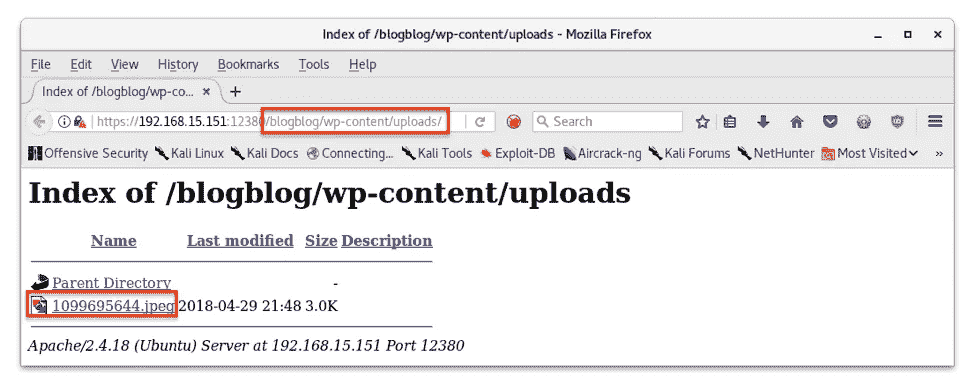 Index of /blogblog/wp-content/uploads - Mozilla Firefox
File Edit View History Bookmarks Tools Help
Index of /blogblog/wp-co... × +
https://192.168.15.151:12380/blogblog/wp-content/uploads/ Search
Offensive Security Kali Linux Kali Docs Connecting... Kali Tools Exploit-DB Aircrack-ng Kali Forums NetHunter Most Visited »
Index of /blogblog/wp-content/uploads
Name Last modified Size Description
Parent Directory -
1099695644.jpeg 2018-04-29 21:48 3.0K
Apache/2.4.18 (Ubuntu) Server at 192.168.15.151 Port 12380